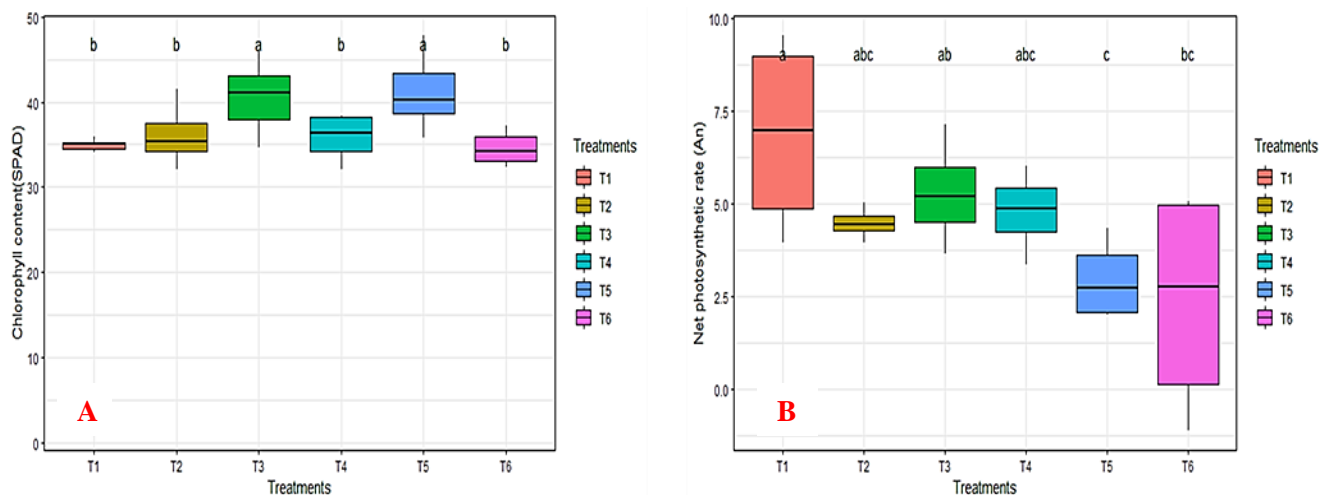 50
40
30
20
10
0
Chlorophyll content(SPAD)
b b a b a b
A
T1 T2 T3 T4 T5 T6
Treatments
Treatments
T1
T2
T3
T4
T5
T6
10.0
7.5
5.0
2.5
0.0
Net photosynthetic rate (An)
a abc ab abc c bc
B
T1 T2 T3 T4 T5 T6
Treatments
Treatments
T1
T2
T3
T4
T5
T6